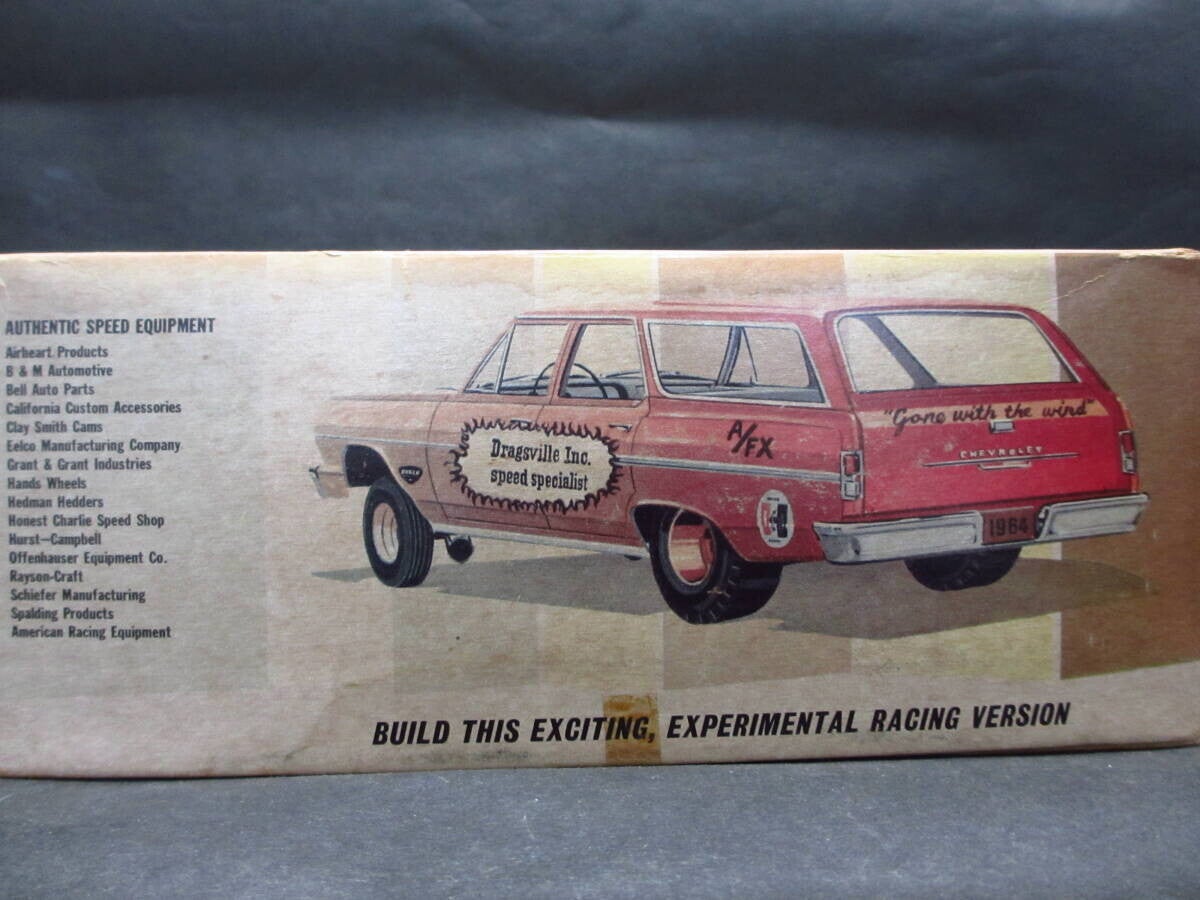 AUTHENTIC SPEED EQUIPMENT
Airheart Products
B & M Automotive
Bell Auto Parts
California Custom Accessories
Clay Smith Cams
Eelco Manufacturing Company
Grant & Grant Industries
Hands Wheels
Hedman Hedders
Honest Charlie Speed Shop
Hurst—Campbell
Offenhauser Equipment Co.
Rayson-Craft
Schiefer Manufacturing
Spalding Products
American Racing Equipment
Dragsville Inc.
speed specialist
A/FX
"Gone with the wind"
CHEVROLET
1964
BUILD THIS EXCITING, EXPERIMENTAL RACING VERSION